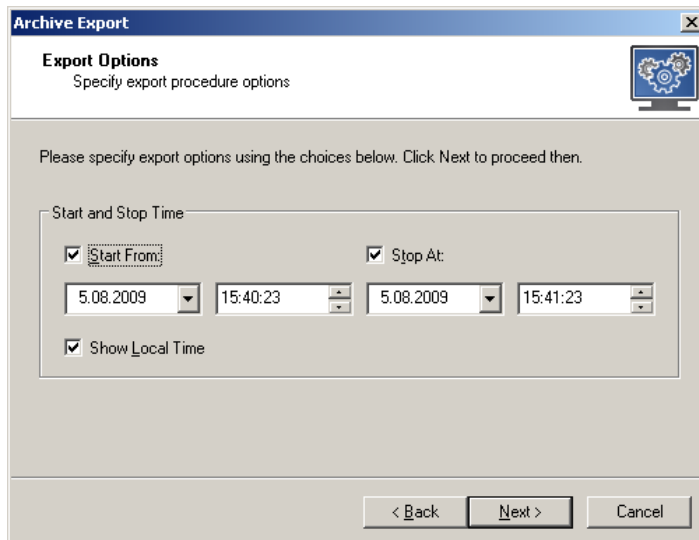 Archive Export
Export Options
Specify export procedure options
Please specify export options using the choices below. Click Next to proceed then.
Start and Stop Time
Start From: Stop At:
5.08.2009 15:40:23 5.08.2009 15:41:23
Show Local Time
< Back Next > Cancel